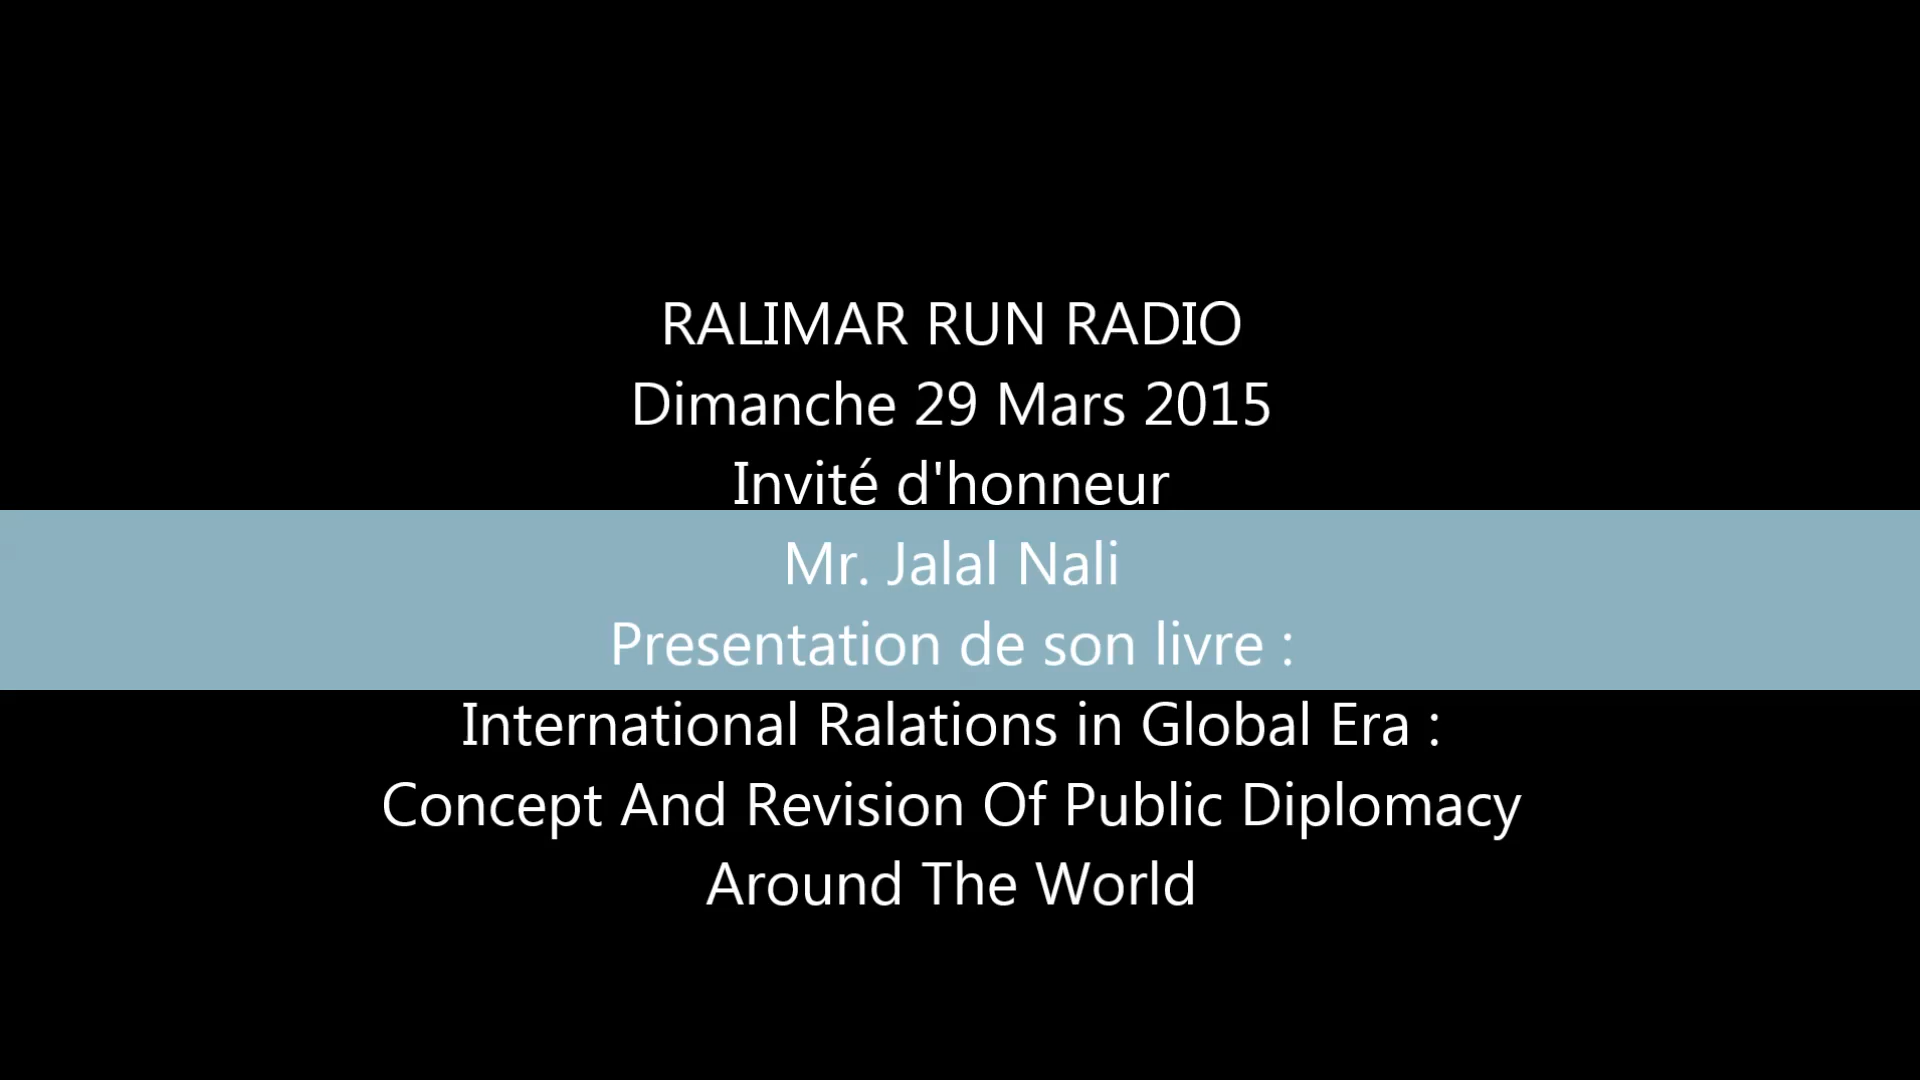 RALIMAR RUN RADIO
Dimanche 29 Mars 2015
Invité d'honneur
Mr. Jalal Nali
Presentation de son livre :
International Ralations in Global Era :
Concept And Revision Of Public Diplomacy
Around The World